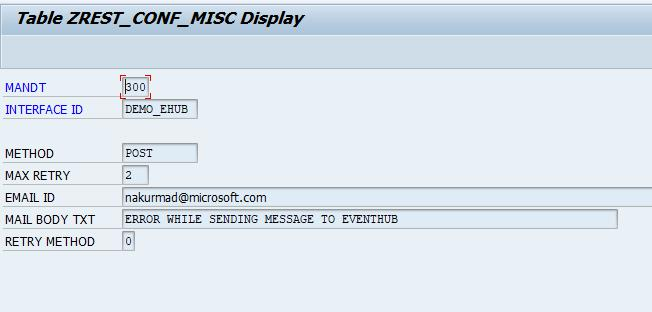 Table ZREST_CONF_MISC Display
MANDT 300
INTERFACE ID DEMO_EHUB
METHOD POST
MAX RETRY 2
EMAIL ID nakurmad@microsoft.com
MAIL BODY TXT ERROR WHILE SENDING MESSAGE TO EVENTHUB
RETRY METHOD 0